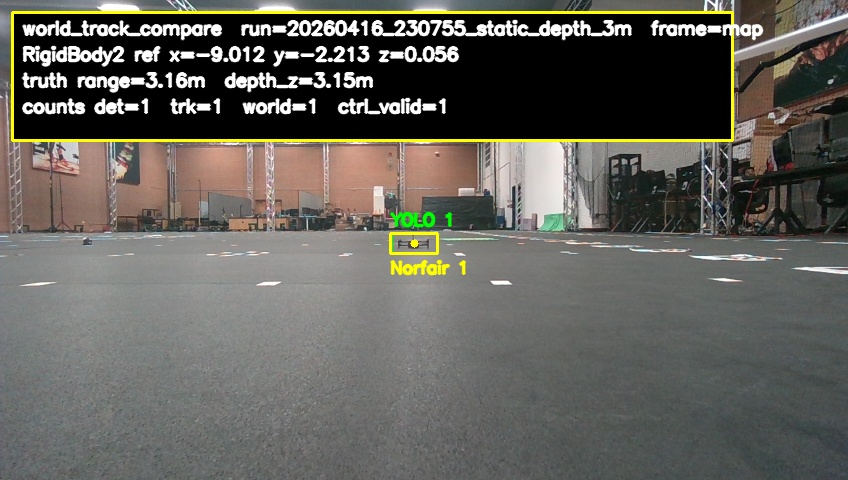 world_track_compare run=20260416_230755_static_depth_3m frame=map
RigidBody2 ref x=-9.012 y=-2.213 z=0.056
truth range=3.16m depth_z=3.15m
counts det=1 trk=1 world=1 ctrl_valid=1
YOLO 1
Norfair 1